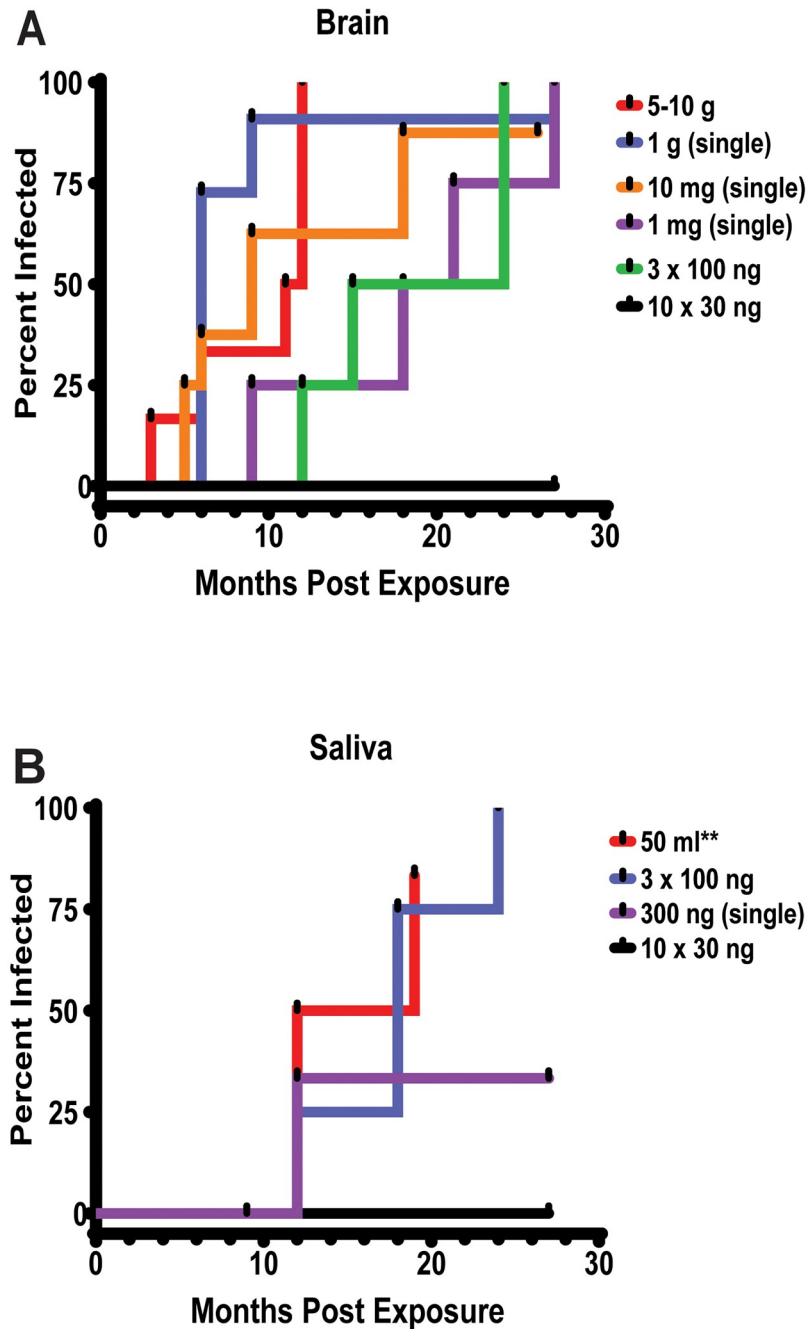 A
Brain
Percent Infected
100
75
50
25
0
0 10 20 30
Months Post Exposure
5-10 g
1 g (single)
10 mg (single)
1 mg (single)
3 x 100 ng
10 x 30 ng
B
Saliva
Percent Infected
100
75
50
25
0
0 10 20 30
Months Post Exposure
50 ml**
3 x 100 ng
300 ng (single)
10 x 30 ng